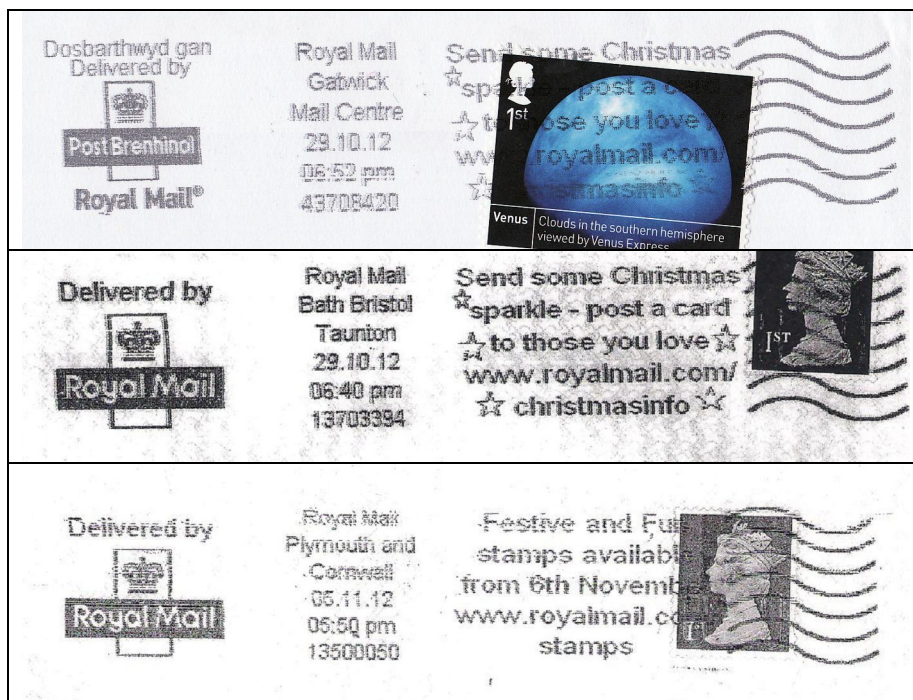 Dosbarthwyd gan
Delivered by
Post Brenhinol
Royal Mail®
Royal Mail
Gatwick
Mail Centre
29.10.12
06:52 pm
43708420
Send some Christmas
sparkle - post a card
to those you love
www.royalmail.com/
christmasinfo
1st
Venus
Clouds in the southern hemisphere
viewed by Venus Express
Delivered by
Royal Mail
Royal Mail
Bath Bristol
Taunton
29.10.12
06:40 pm
13703394
Send some Christmas
sparkle - post a card
to those you love
www.royalmail.com/
christmasinfo
1ST
Delivered by
Royal Mail
Royal Mail
Plymouth and
Cornwall
05.11.12
05:50 pm
13500050
Festive and Fun
stamps available
from 6th November
www.royalmail.com/
stamps
1st